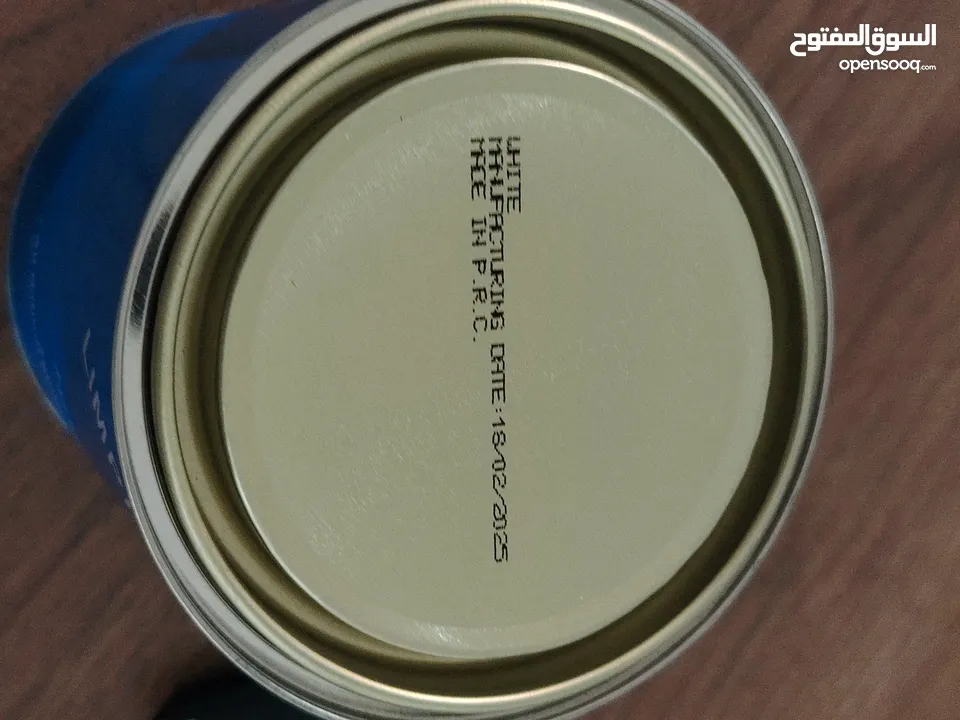 السوق المفتوح
opensooq.com
WHITE
MANUFACTURING DATE:18/02/2025
MADE IN P.R.C.